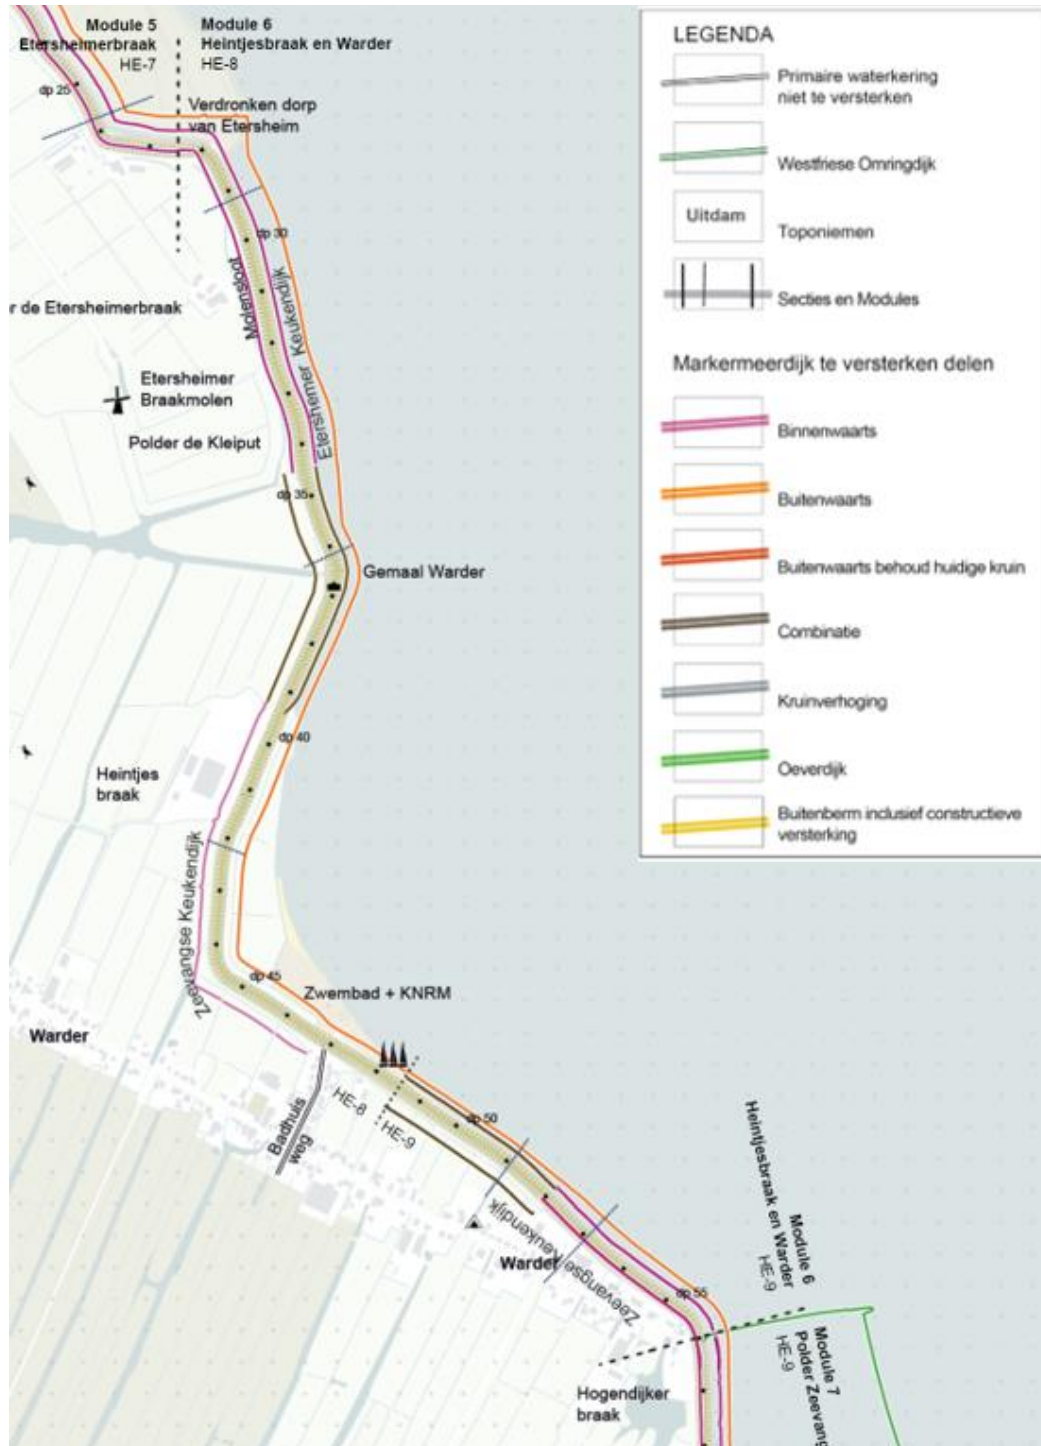 Module 5
Etersheimerbraak
HE-7
Module 6
Heintjesbraak en Warder
HE-8
dp 25
Verdronken dorp
van Etersheim
dp 30
Molensloot
Etershemer Keukendijk
r de Etersheimerbraak
Etersheimer
Braakmolen
Polder de Kleiput
dp 35
Gemaal Warder
dp 40
Heintjes
braak
Zeevangse Keukendijk
dp 45
Zwembad + KNRM
Warder
HE-8
HE-9
Badhuis
weg
dp 50
Zeevangse Keukendijk
Warder
dp 55
Heintjesbraak en Warder
Module 6
HE-9
Module 7
Polder Zeevang
HE-9
Hogendijker
braak
LEGENDA
Primaire waterkering
niet te versterken
Westfriese Omringdijk
Uitdam
Toponiemen
Secties en Modules
Markermeerdijk te versterken delen
Binnenwaarts
Buitenwaarts
Buitenwaarts behoud huidige kruin
Combinatie
Kruinverhoging
Oeverdijk
Buitenberm inclusief constructieve
versterking